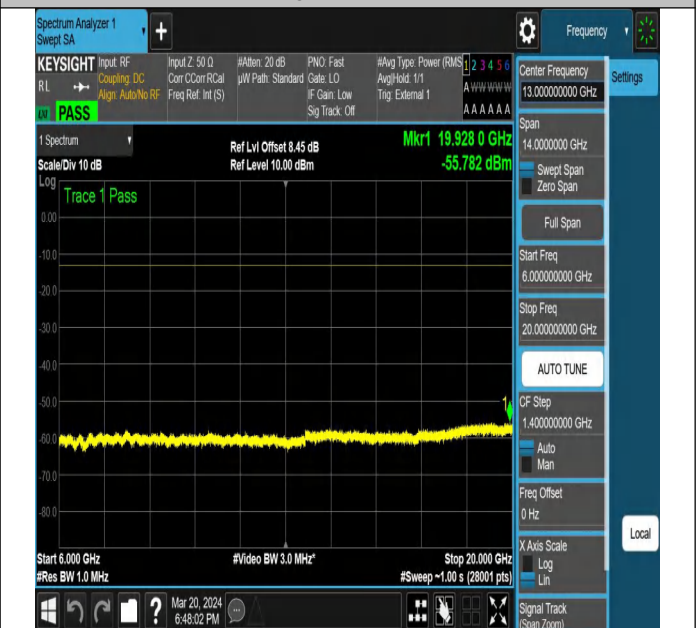 Spectrum Analyzer 1
Swept SA
Frequency
KEYSIGHT
RL
PASS
Input: RF
Coupling: DC
Align: Auto/No RF
Input Z: 50 Ω
Corr CCorr RCal
Freq Ref: Int (S)
#Atten: 20 dB
µW Path: Standard
PNO: Fast
Gate: LO
IF Gain: Low
Sig Track: Off
#Avg Type: Power (RMS
Avg|Hold: 1/1
Trig: External 1
1 2 3 4 5 6
A W W W W W
A A A A A A
Center Frequency
13.000000000 GHz
Settings
1 Spectrum
Scale/Div 10 dB
Ref Lvl Offset 8.45 dB
Ref Level 10.00 dBm
Mkr1 19.928 0 GHz
-55.782 dBm
Span
14.0000000 GHz
Swept Span
Zero Span
Log
Trace 1 Pass
0.00
-10.0
-20.0
-30.0
-40.0
-50.0
-60.0
-70.0
-80.0
1
Full Span
Start Freq
6.000000000 GHz
Stop Freq
20.000000000 GHz
AUTO TUNE
CF Step
1.400000000 GHz
Auto
Man
Freq Offset
0 Hz
Local
X Axis Scale
Log
Lin
Signal Track
(Span Zoom)
Start 6.000 GHz
#Res BW 1.0 MHz
#Video BW 3.0 MHz*
Stop 20.000 GHz
#Sweep ~1.00 s (28001 pts)
?
Mar 20, 2024
6:48:02 PM